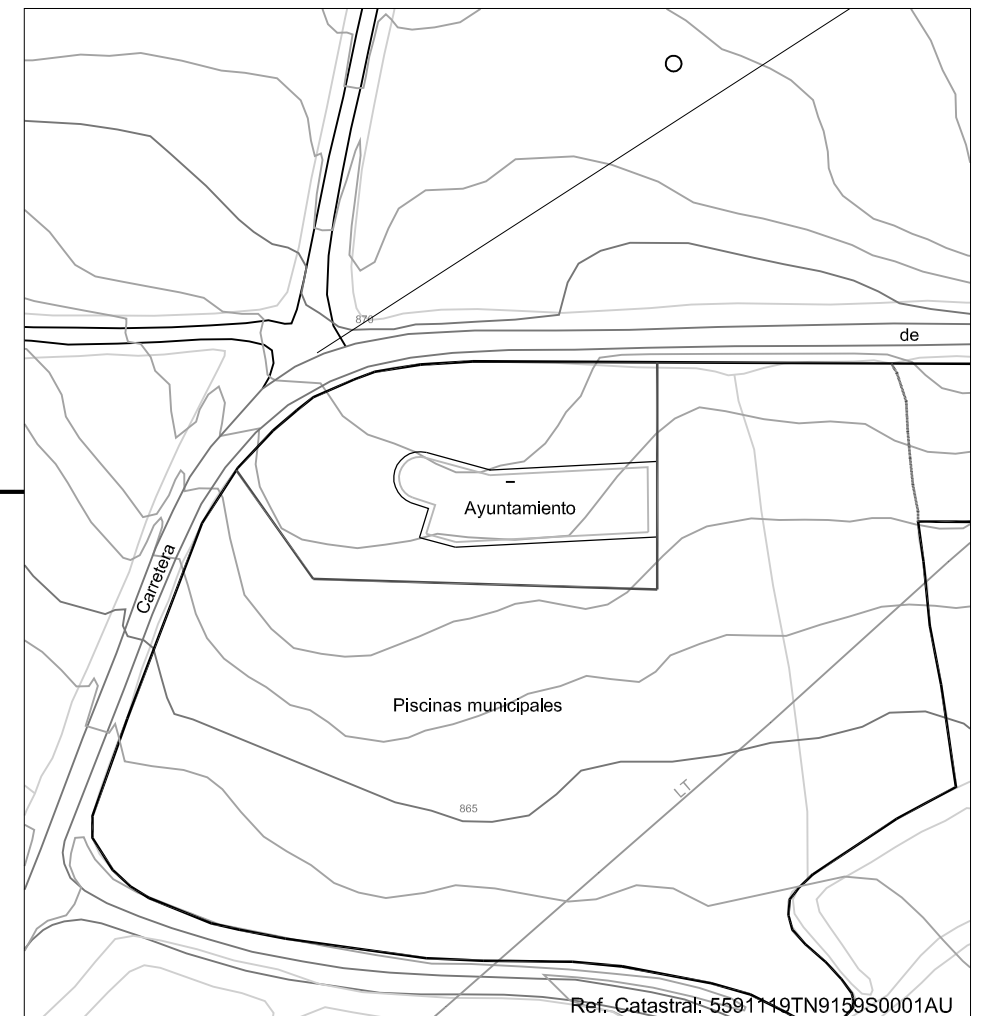 870
de
Ayuntamiento
Carretera
Piscinas municipales
LT
865
Ref. Catastral: 5591119TN9159S0001AU